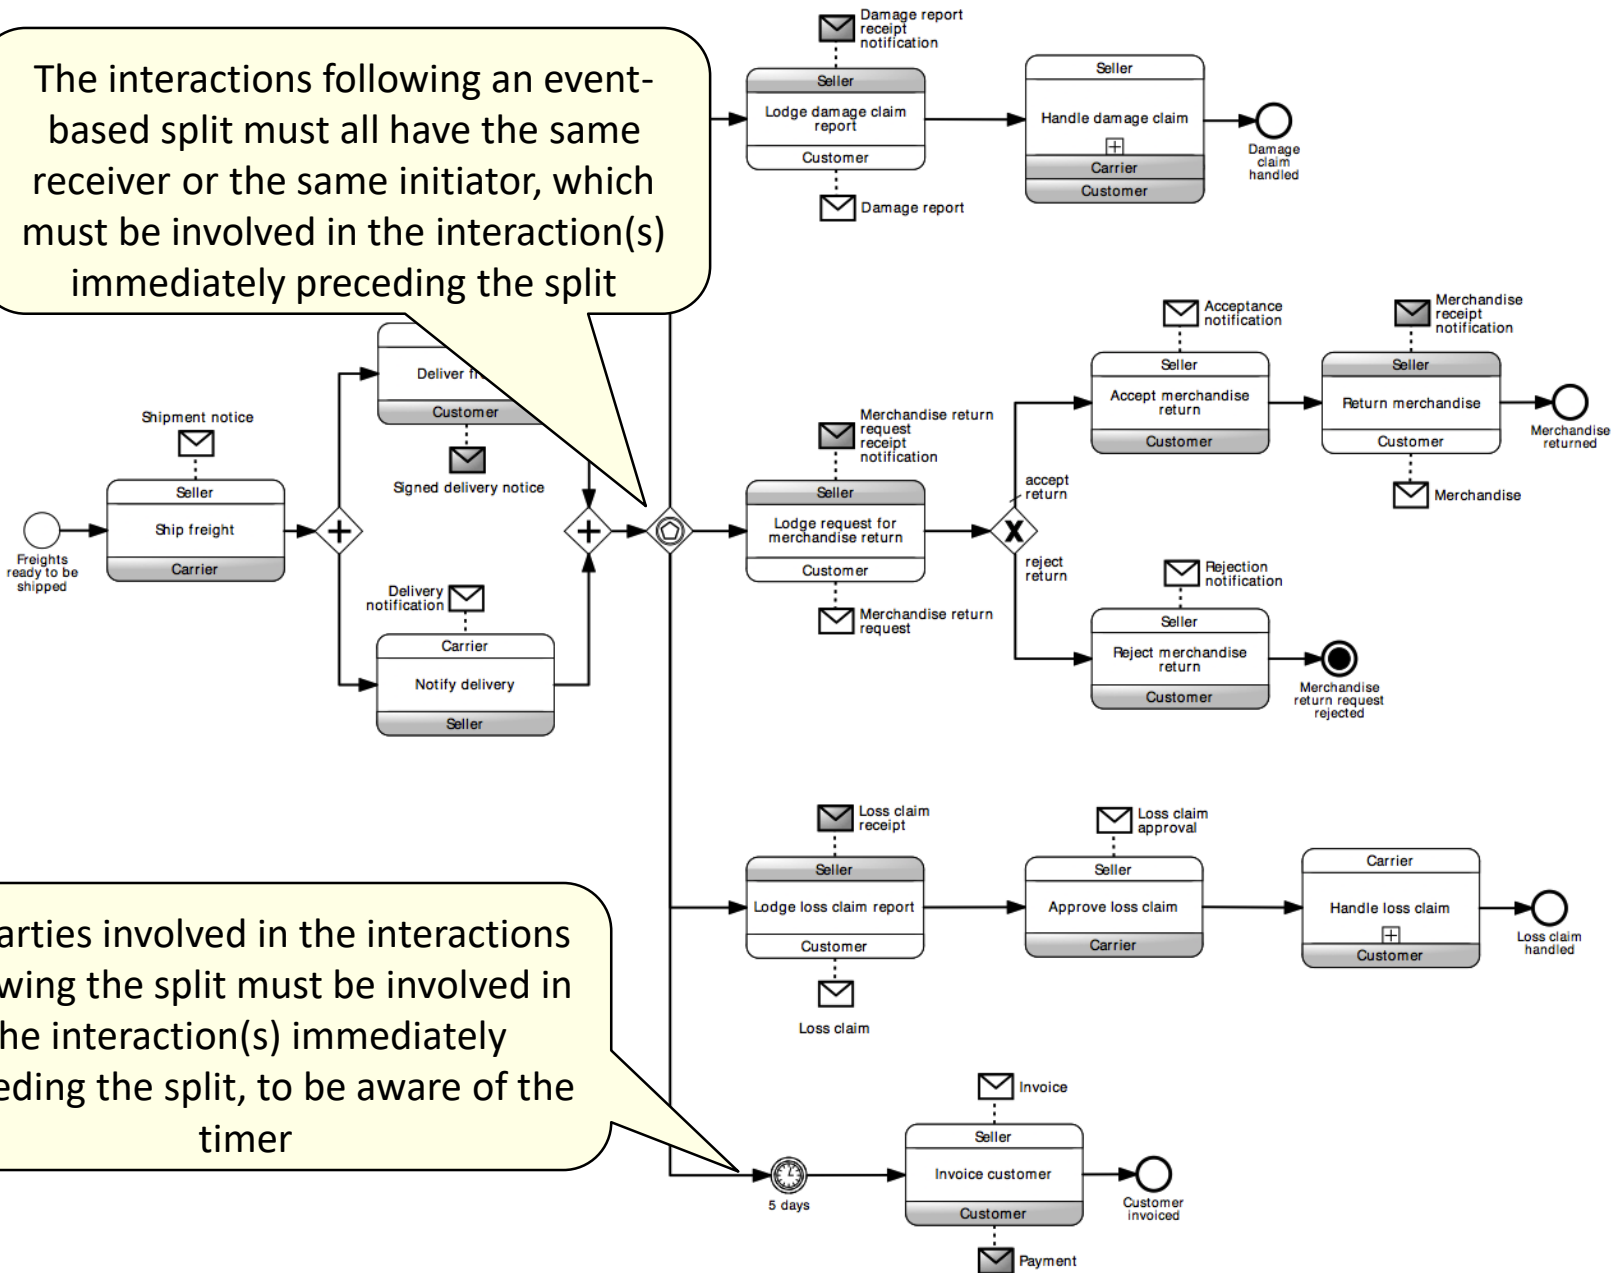 The interactions following an event-
based split must all have the same
receiver or the same initiator, which
must be involved in the interaction(s)
immediately preceding the split
Damage report
receipt
notification
Seller
Lodge damage claim
report
Customer
Damage report
Seller
Handle damage claim
Carrier
Customer
Damage
claim
handled
Freights
ready to be
shipped
Shipment notice
Seller
Ship freight
Carrier
Deliver
Customer
Signed delivery notice
Delivery
notification
Carrier
Notify delivery
Seller
Merchandise return
request
receipt
notification
Seller
Lodge request for
merchandise return
Customer
Merchandise return
request
accept
return
X
reject
return
Acceptance
notification
Seller
Accept merchandise
return
Customer
Merchandise
receipt
notification
Seller
Return merchandise
Customer
Merchandise
Merchandise
returned
Rejection
notification
Seller
Reject merchandise
return
Customer
Merchandise
return request
rejected
Loss claim
receipt
Seller
Lodge loss claim report
Customer
Loss claim
Loss claim
approval
Seller
Approve loss claim
Carrier
Carrier
Handle loss claim
Customer
Loss claim
handled
arties involved in the interactions
wing the split must be involved in
he interaction(s) immediately
eding the split, to be aware of the
timer
5 days
Invoice
Seller
Invoice customer
Customer
Payment
Customer
invoiced